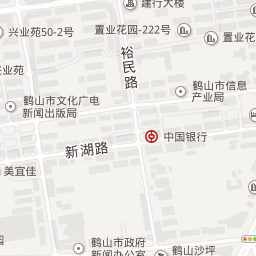 建行大楼
兴业苑50-2号
置业花园-222号
置业花
裕民路
兴业苑
鹤山市信息
产业局
鹤山市文化广电
新闻出版局
中国银行
新湖路
美宜佳
鹤山市政府
新闻办公室
鹤山沙坪
园